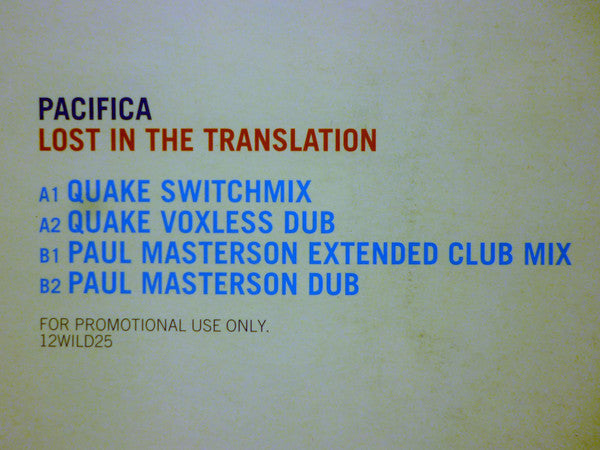 PACIFICA
LOST IN THE TRANSLATION
A1 QUAKE SWITCHMIX
A2 QUAKE VOXLESS DUB
B1 PAUL MASTERSON EXTENDED CLUB MIX
B2 PAUL MASTERSON DUB
FOR PROMOTIONAL USE ONLY.
12WILD25